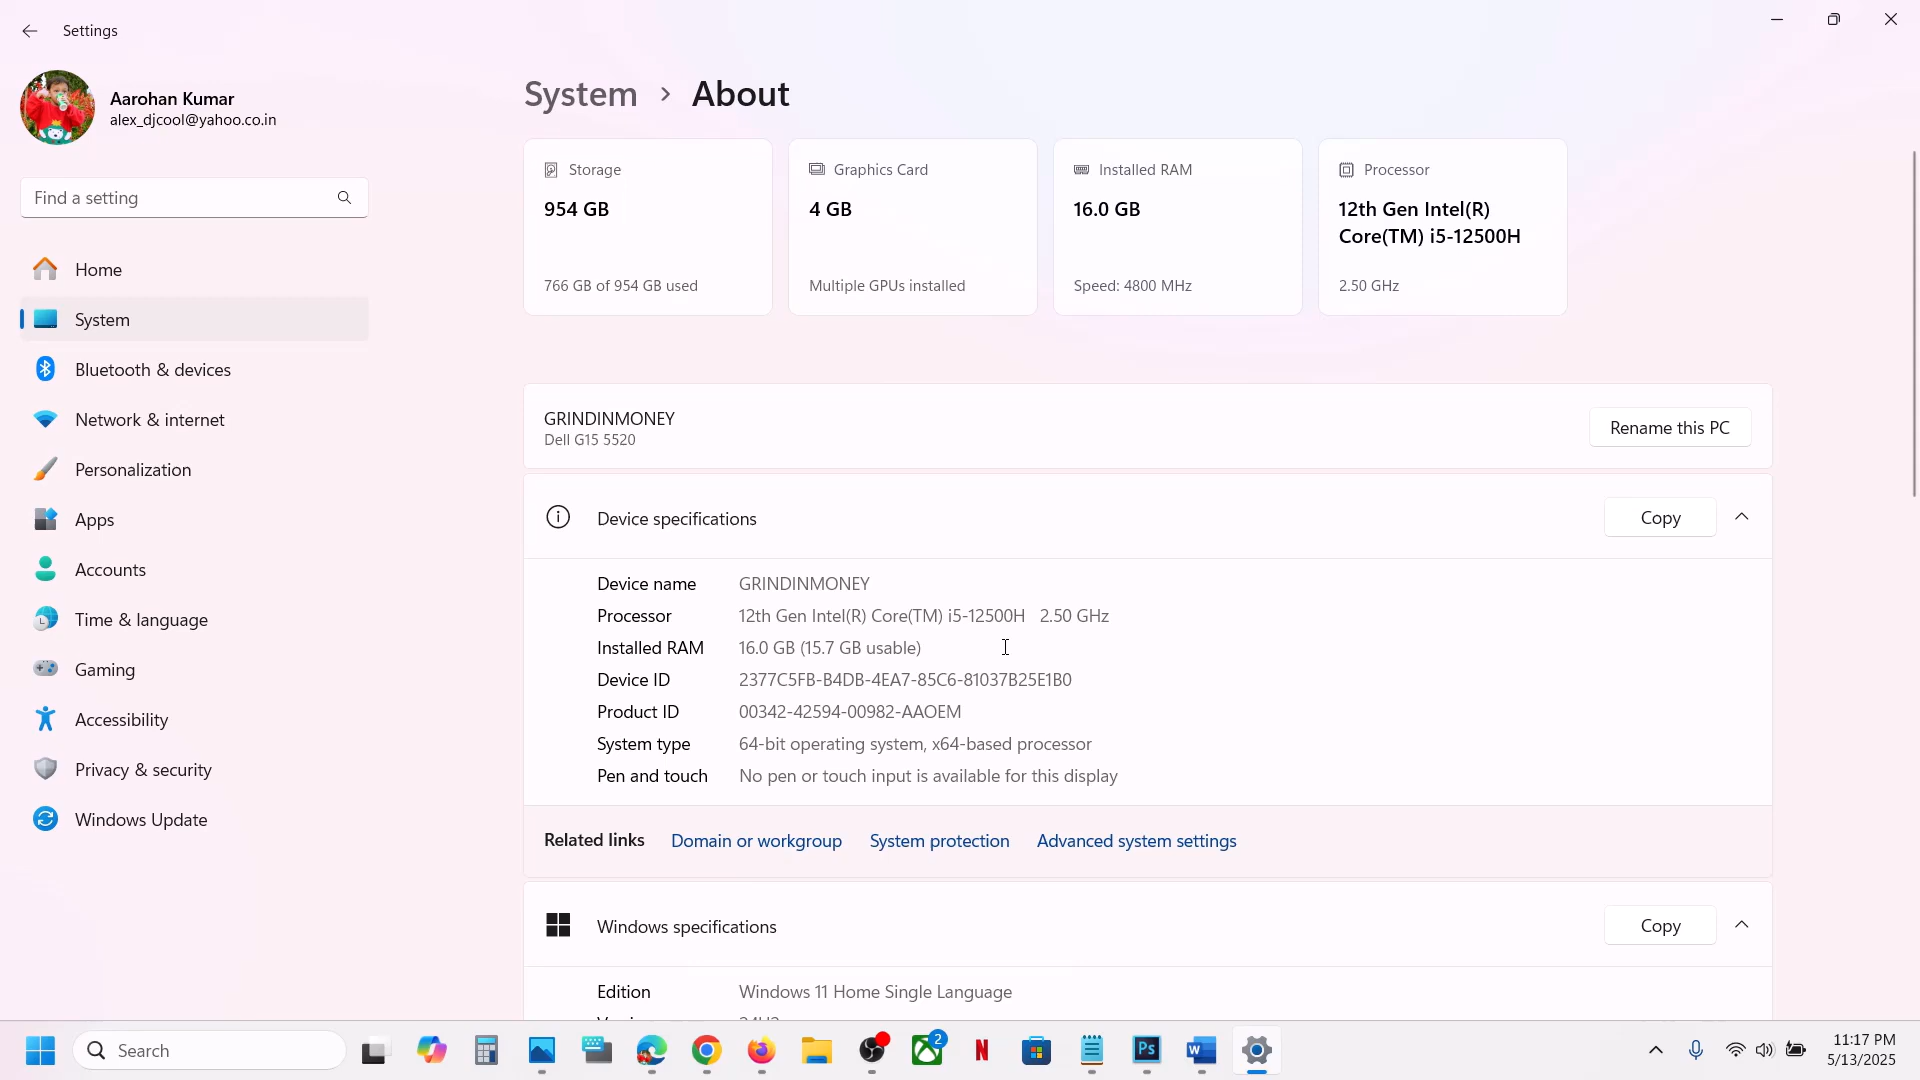 Settings
Aarohan Kumar
alex_djcool@yahoo.co.in
Find a setting
Home
System
Bluetooth & devices
Network & internet
Personalization
Apps
Accounts
Time & language
Gaming
Accessibility
Privacy & security
Windows Update
System > About
Storage
954 GB
766 GB of 954 GB used
Graphics Card
4 GB
Multiple GPUs installed
Installed RAM
16.0 GB
Speed: 4800 MHz
Processor
12th Gen Intel(R)
Core(TM) i5-12500H
2.50 GHz
GRINDINMONEY
Dell G15 5520
Rename this PC
Device specifications
Copy
Device name GRINDINMONEY
Processor 12th Gen Intel(R) Core(TM) i5-12500H 2.50 GHz
Installed RAM 16.0 GB (15.7 GB usable)
Device ID 2377C5FB-B4DB-4EA7-85C6-81037B25E1B0
Product ID 00342-42594-00982-AAOEM
System type 64-bit operating system, x64-based processor
Pen and touch No pen or touch input is available for this display
Related links Domain or workgroup System protection Advanced system settings
Windows specifications
Copy
Edition Windows 11 Home Single Language
Search
2
N
Ps
W
11:17 PM
5/13/2025